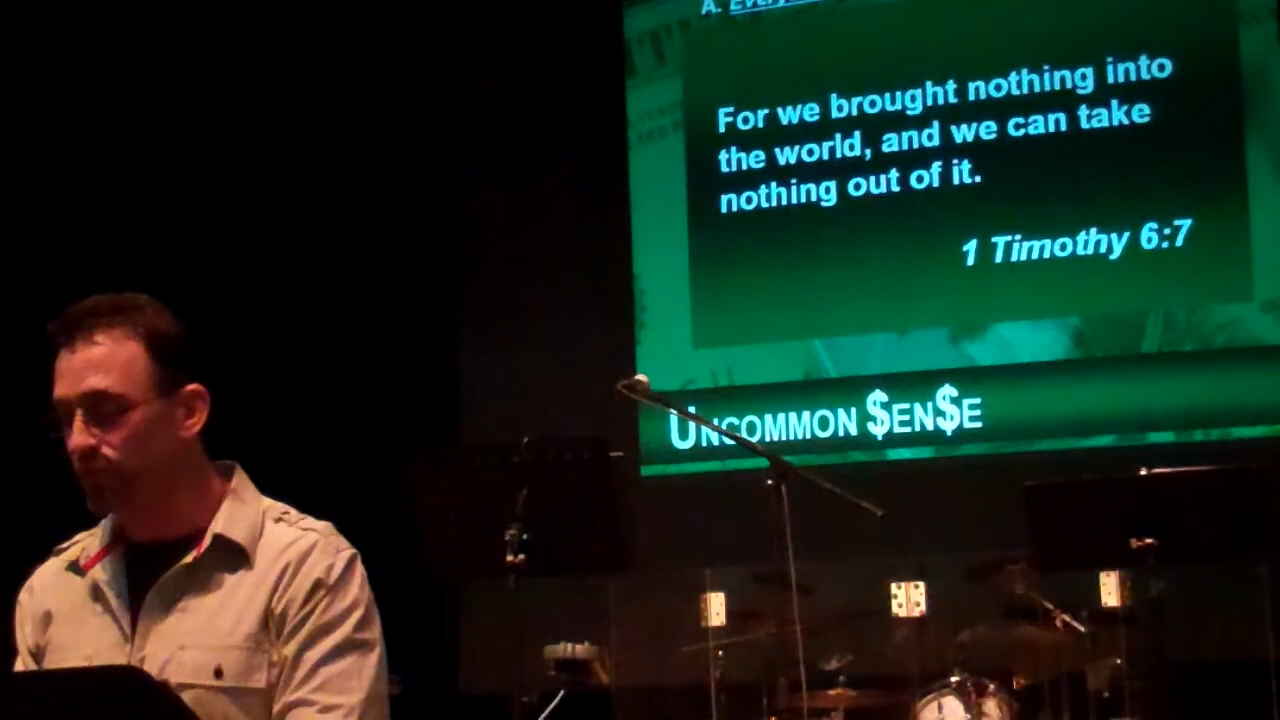 A.
For we brought nothing into
the world, and we can take
nothing out of it.
1 Timothy 6:7
UNCOMMON $EN$E